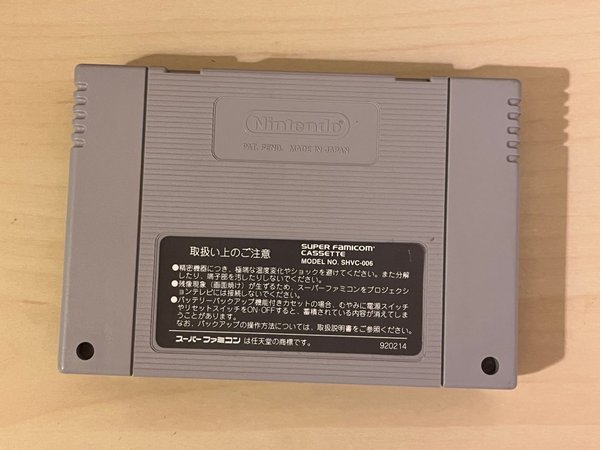 Nintendo
PAT. PEND. MADE IN JAPAN
取扱い上のご注意
SUPER FAMICOM
CASSETTE
MODEL NO. SHVC-006
●精密機器につき、極端な温度変化やショックを避けてください。また分解
したり、端子部を汚したりしないでください。
●残像現象（画面焼け）が生ずるため、スーパーファミコンをプロジェクシ
ョンテレビには接続しないでください。
●バッテリーバックアップ機能付きカセットの場合、むやみに電源スイッチ
やリセットスイッチをON・OFFすると、蓄積されている内容が消えてしま
うことがあります。
なお、バックアップの操作方法については、取扱説明書をご参照ください。
スーパーファミコン は任天堂の商標です。
920214